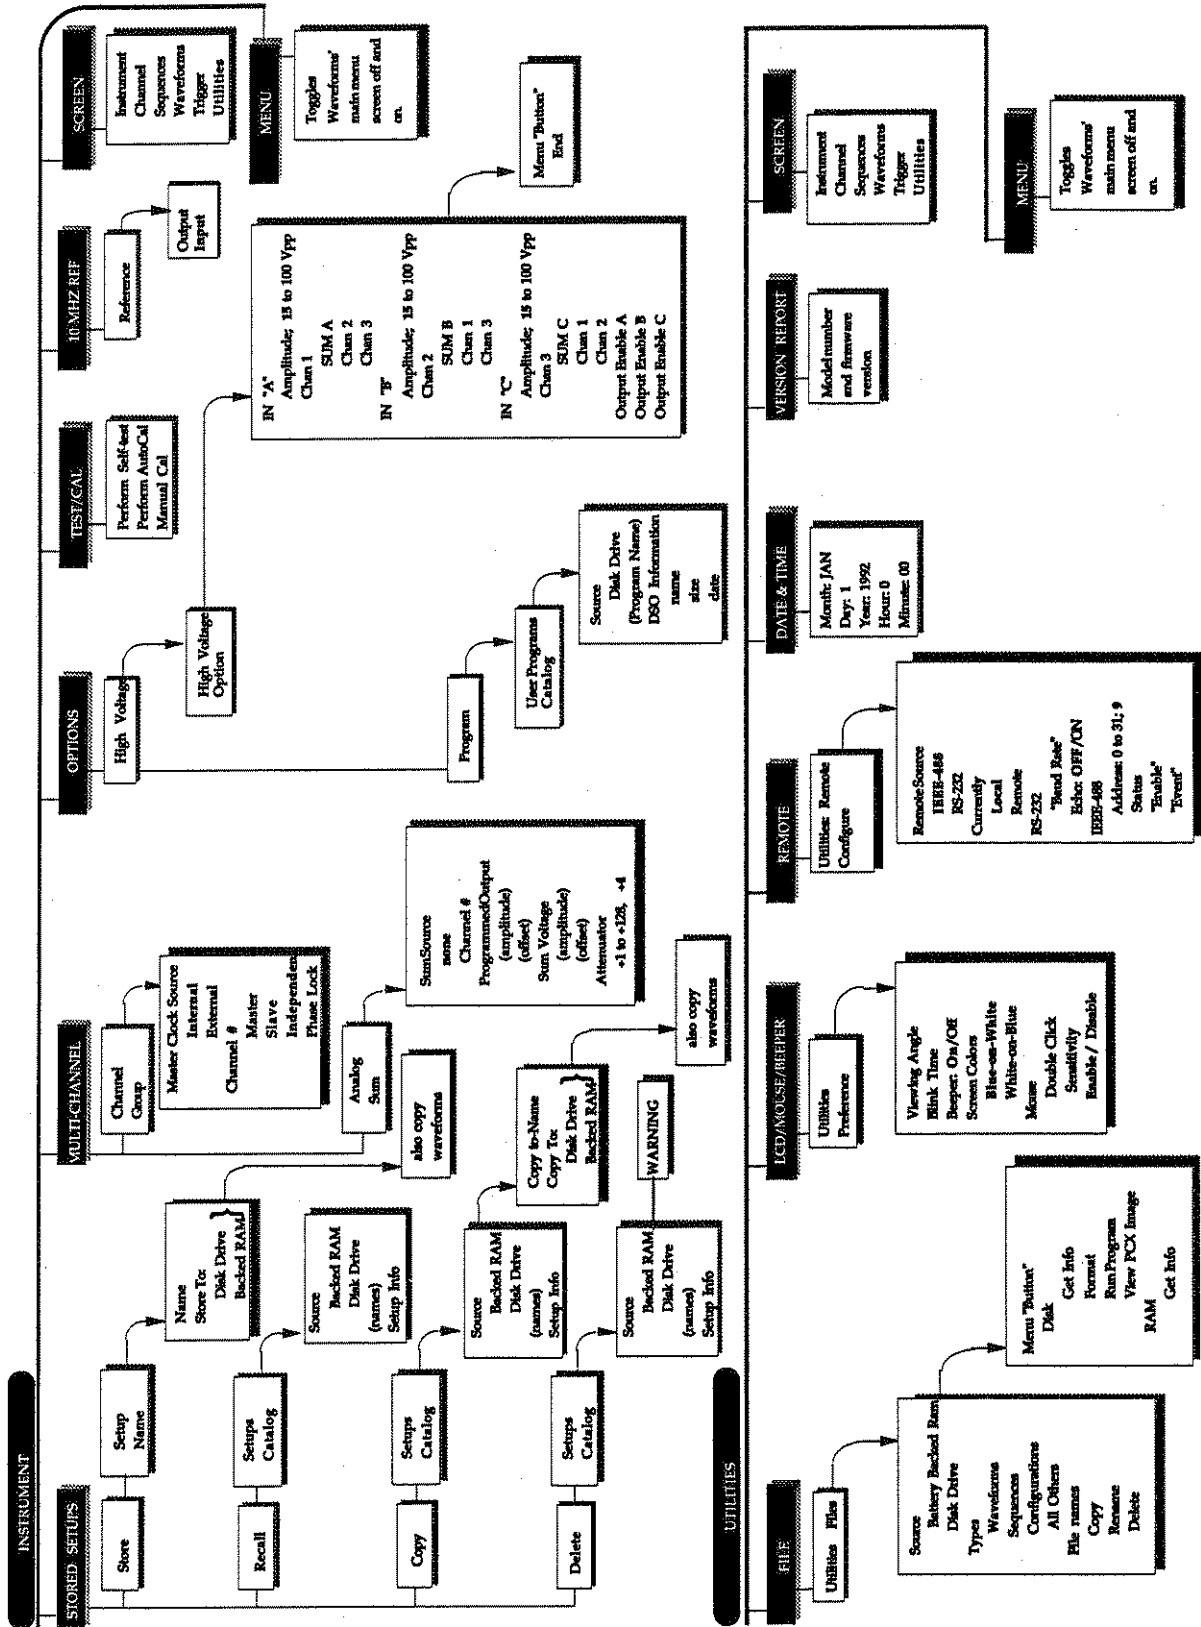 INSTRUMENT
STORED SETUPS
Store
Setup
Name
Name
Store To:
Disk Drive
Backed RAM
}
also copy
waveforms
Recall
Setups
Catalog
Source
Backed RAM
Disk Drive
(names)
Setup Info
Copy
Setups
Catalog
Source
Backed RAM
Disk Drive
(names)
Setup Info
Copy to-Name
Copy To:
Disk Drive
Backed RAM
}
also copy
waveforms
Delete
Setups
Catalog
Source
Backed RAM
Disk Drive
(names)
Setup Info
WARNING
MULTI-CHANNEL
Channel
Group
Master Clock Source
Internal
External
Channel #
Master
Slave
Independen
Phase Lock
Analog
Sum
SumSource
none
Channel #
ProgrammedOutput
(amplitude)
(offset)
Sum Voltage
(amplitude)
(offset)
Attenuator
+1 to +128, +4
OPTIONS
High Voltage
High Voltage
Option
IN "A"
Amplitude; 15 to 100 Vpp
Chan 1
SUM A
Chan 2
Chan 3
IN "B"
Amplitude; 15 to 100 Vpp
Chan 2
SUM B
Chan 1
Chan 3
IN "C"
Amplitude; 15 to 100 Vpp
Chan 3
SUM C
Chan 1
Chan 2
Output Enable A
Output Enable B
Output Enable C
Menu "Button"
End
Program
User Programs
Catalog
Source
Disk Drive
(Program Name)
DSO Information
name
size
date
TEST/CAL
Perform Self-test
Perform AutoCal
Manual Cal
10 MHZ REF
Reference
Output
Input
SCREEN
Instrument
Channel
Sequences
Waveforms
Trigger
Utilities
MENU
Toggles
Waveforms'
main menu
screen off and
on.
UTILITIES
FILE
Utilities Files
Source
Battery Backed Ram
Disk Drive
Types
Waveforms
Sequences
Configurations
All Others
File names
Copy
Rename
Delete
Menu "Button"
Disk
Get Info
Format
Run Program
View PCX Image
RAM
Get Info
LCD/MOUSE/BEEPER
Utilities
Preference
Viewing Angle
Blink Time
Beeper: On/Off
Screen Colors
Blue-on-White
White-on-Blue
Mouse
Double Click
Sensitivity
Enable / Disable
REMOTE
Utilities: Remote
Configure
Remote Source
IEEE-488
RS-232
Currently
Local
Remote
RS-232
"Baud Rate"
Echo: OFF/ON
IEEE-488
Address: 0 to 31; 9
Status
"Enable"
"Event"
DATE & TIME
Month: JAN
Day: 1
Year: 1992
Hour: 0
Minute: 00
VERSION REPORT
Model number
and firmware
version
SCREEN
Instrument
Channel
Sequences
Waveforms
Trigger
Utilities
MENU
Toggles
Waveforms'
main menu
screen off and
on.